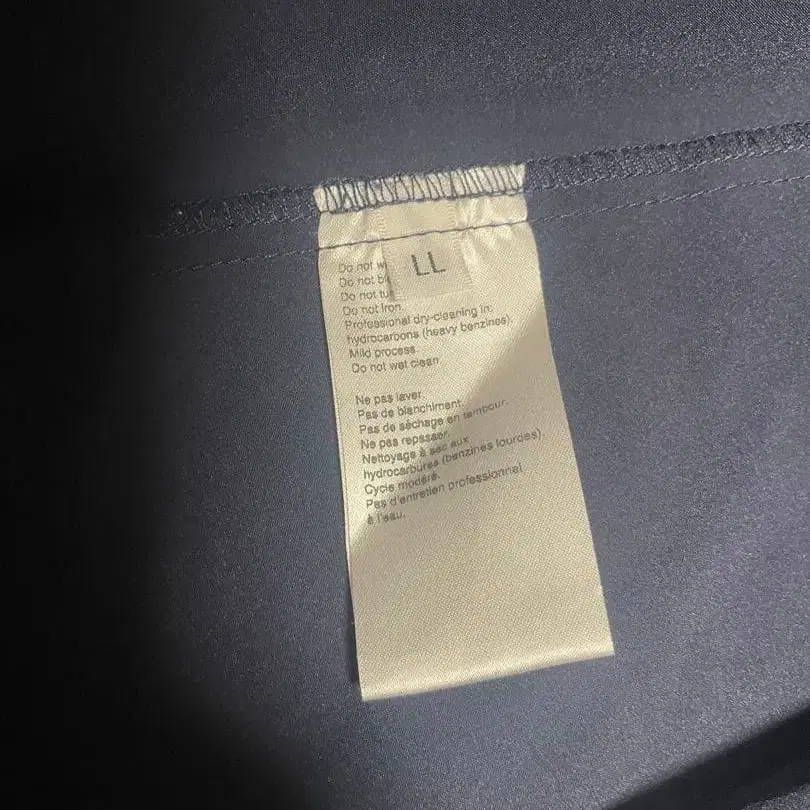 LL
Do not w
Do not bl
Do not tu
Do not iron.
Professional dry-cleaning in
hydrocarbons (heavy benzines).
Mild process.
Do not wet clean.
Ne pas laver.
Pas de blanchiment.
Pas de séchage en tambour.
Ne pas repasser.
Nettoyage à sec aux
hydrocarbures (benzines lourdes).
Cycle modéré.
Pas d'entretien professionnel
à l'eau.